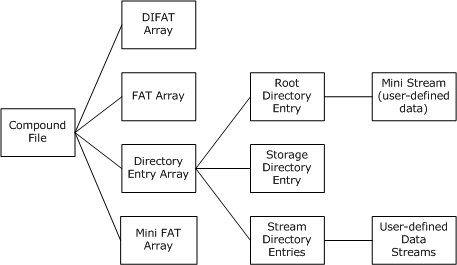 DIFAT
Array
FAT Array
Root
Directory
Entry
Mini Stream
(user-defined
data)
Compound
File
Directory
Entry Array
Storage
Directory
Entry
Mini FAT
Array
Stream
Directory
Entries
User-defined
Data
Streams